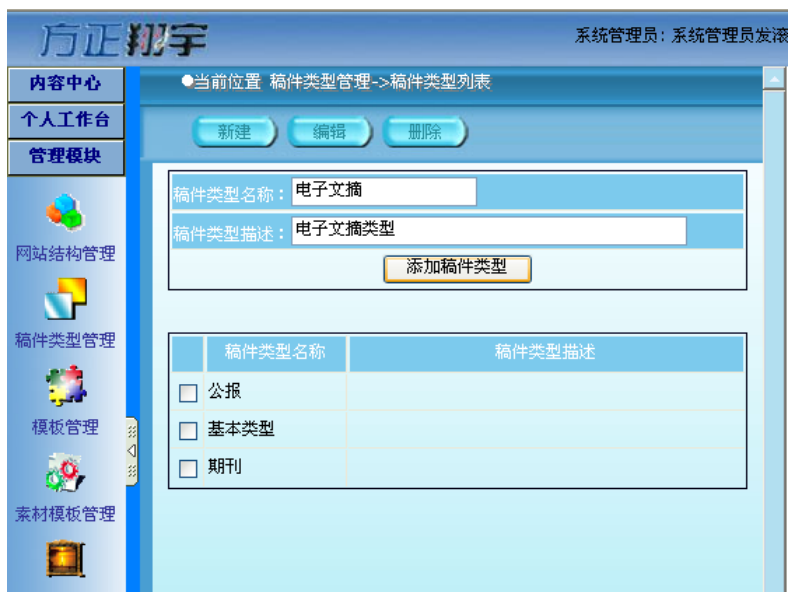 方正翔宇
系统管理员：系统管理员发滚
内容中心
个人工作台
管理模块
网站结构管理
稿件类型管理
模板管理
素材模板管理
当前位置 稿件类型管理->稿件类型列表
新建
编辑
删除
稿件类型名称： 电子文摘
稿件类型描述： 电子文摘类型
添加稿件类型
稿件类型名称 稿件类型描述
公报
基本类型
期刊